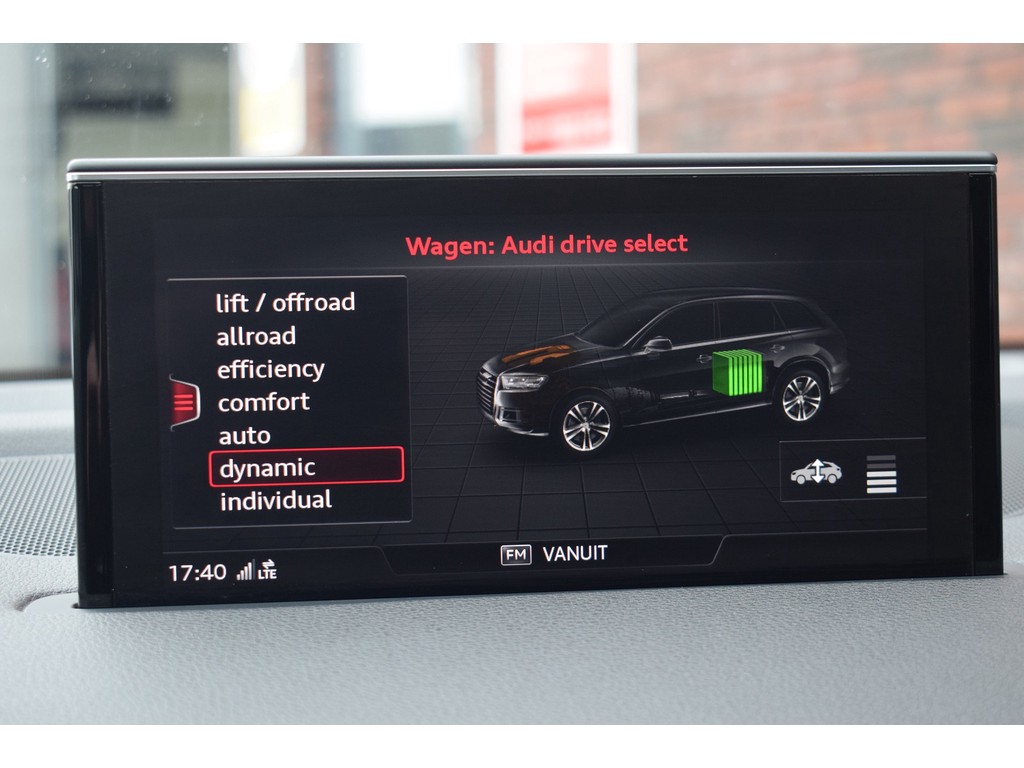 Wagen: Audi drive select
lift / offroad
allroad
efficiency
comfort
auto
dynamic
individual
FM VANUIT
17:40 LTE